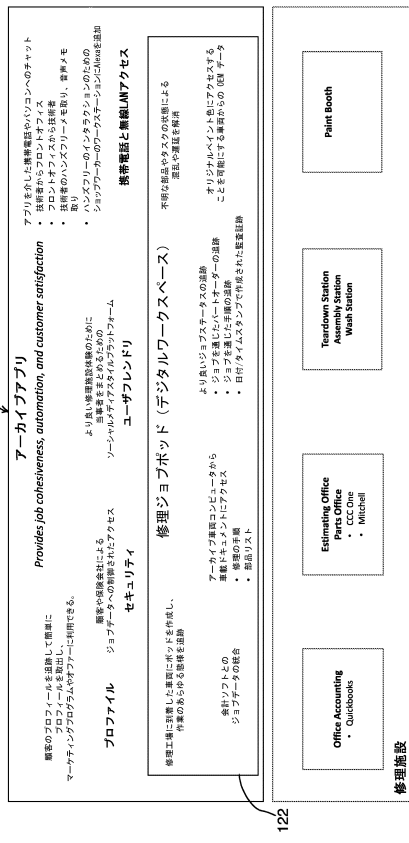 アーカイブアプリ
Provides job cohesiveness, automation, and customer satisfaction
顧客のプロフィールを追跡して簡単に
プロフィールを取出し、
マーケティングプログラムやオファーに利用できる。
プロファイル
顧客や保険会社による
ジョブデータへの制御されたアクセス
セキュリティ
より良い修理施設体験のために
当事者をまとめるための
ソーシャルメディアスタイルプラットフォーム
ユーザフレンドリ
アプリを介した携帯電話やパソコンへのチャット
• 技術者からフロントオフィス
• フロントオフィスから技術者
• 技術者のハンズフリーメモ取り、音声メモ
取り
• ハンズフリーのインタラクションのための
ショップワーカーのワークステーションにAlexaを追加
携帯電話と無線LANアクセス
修理ジョブポッド（デジタルワークスペース）
修理工場に到着した車両にポッドを作成し、
作業のあらゆる態様を追跡
会計ソフトとの
ジョブデータの統合
アーカイブ車両コンピュータから
車載ドキュメントにアクセス
• 修理の手順
• 部品リスト
より良いジョブステータスの追跡
• ジョブを通じたパートオーダーの追跡
• ジョブを通じた手順の追跡
• 日付/タイムスタンプで作成された監査証跡
不明な部品やタスクの状態による
混乱や遅延を解消
オリジナルペイント色にアクセスする
ことを可能にする車両からの OEM データ
122
Office Accounting
• Quickbooks
Estimating Office
Parts Office
• CCC One
• Mitchell
Teardown Station
Assembly Station
Wash Station
Paint Booth
修理施設